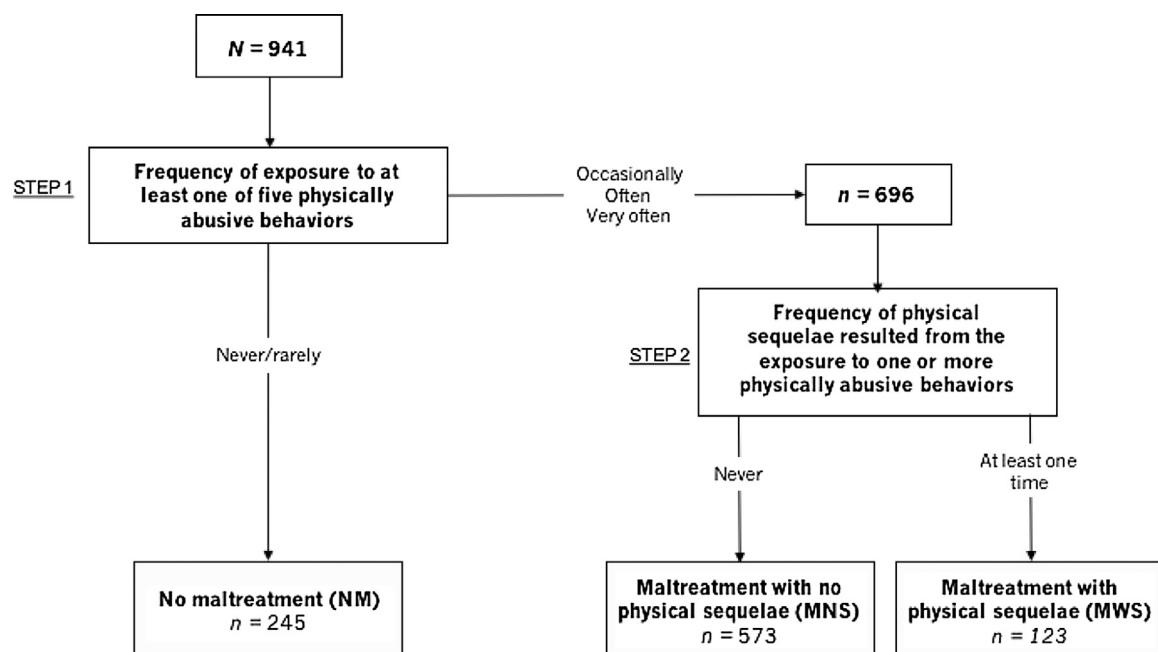 N = 941
STEP 1
Frequency of exposure to at
least one of five physically
abusive behaviors
Occasionally
Often
Very often
n = 696
Never/rarely
STEP 2
Frequency of physical
sequelae resulted from the
exposure to one or more
physically abusive behaviors
Never
At least one
time
No maltreatment (NM)
n = 245
Maltreatment with no
physical sequelae (MNS)
n = 573
Maltreatment with
physical sequelae (MWS)
n = 123